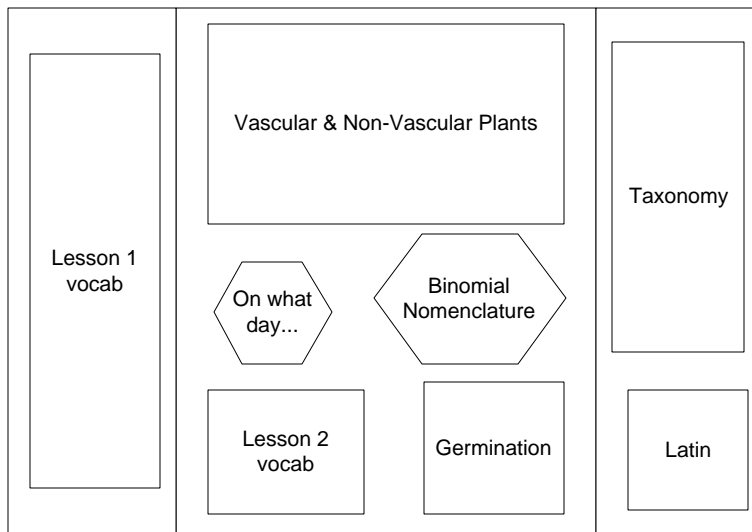 Lesson 1
vocab
Vascular & Non-Vascular Plants
On what
day...
Binomial
Nomenclature
Lesson 2
vocab
Germination
Taxonomy
Latin